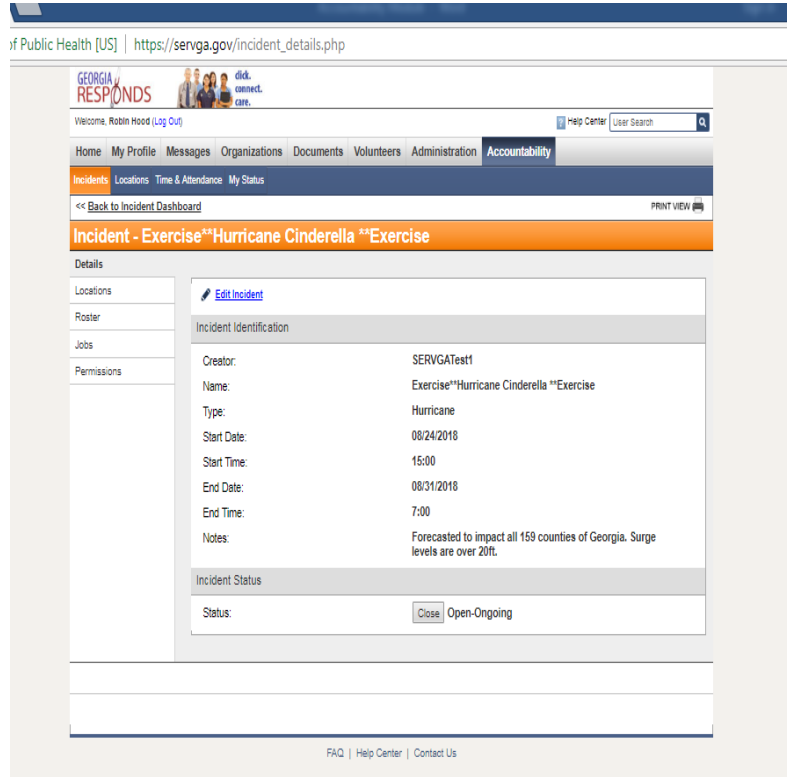 of Public Health [US] | https://servga.gov/incident_details.php
GEORGIA
RESPONDS
click.
connect.
care.
Welcome, Robin Hood (Log Out)
Help Center
User Search
Home My Profile Messages Organizations Documents Volunteers Administration Accountability
Incidents Locations Time & Attendance My Status
<< Back to Incident Dashboard
PRINT VIEW
Incident - Exercise**Hurricane Cinderella **Exercise
Details
Locations
Roster
Jobs
Permissions
Edit Incident
Incident Identification
Creator: SERVGATest1
Name: Exercise**Hurricane Cinderella **Exercise
Type: Hurricane
Start Date: 08/24/2018
Start Time: 15:00
End Date: 08/31/2018
End Time: 7:00
Notes: Forecasted to impact all 159 counties of Georgia. Surge
levels are over 20ft.
Incident Status
Status: Close Open-Ongoing
FAQ | Help Center | Contact Us